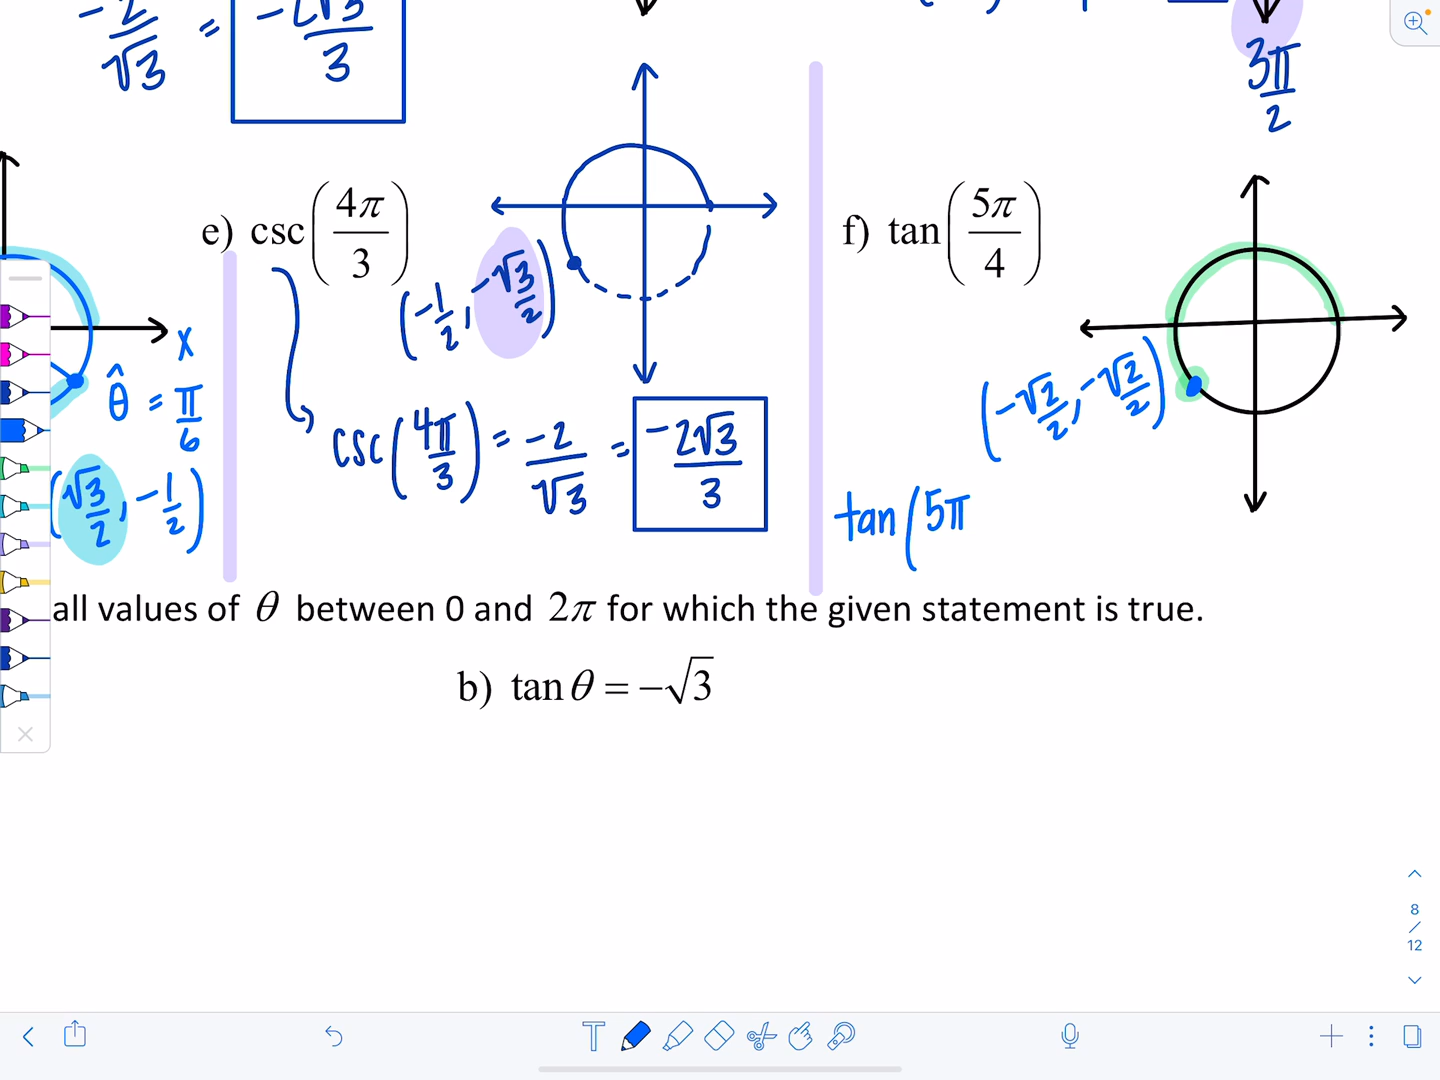 -2/√3 = -2√3/3
3π/2
e) csc(4π/3)
(-1/2, -√3/2)
csc(4π/3) = -2/√3 = -2√3/3
f) tan(5π/4)
(-√2/2, -√2/2)
tan(5π
x
θ̂ = π/6
(√3/2, -1/2)
all values of θ between 0 and 2π for which the given statement is true.
b) tan θ = -√3
8
/
12
T